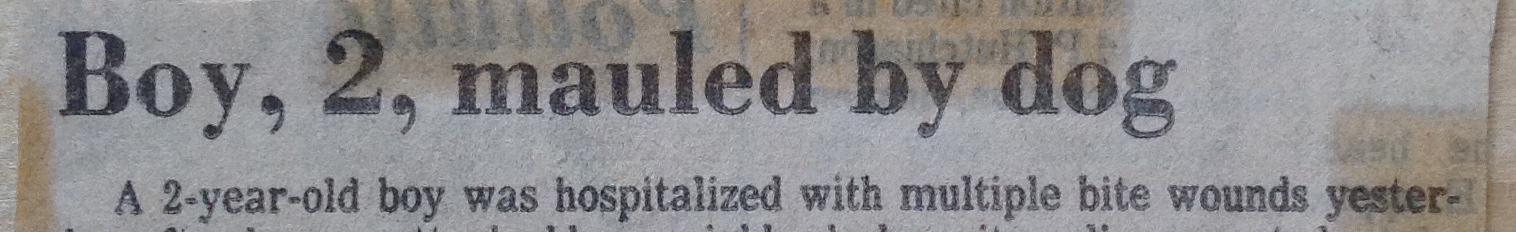 Boy, 2, mauled by dog
A 2-year-old boy was hospitalized with multiple bite wounds yester-